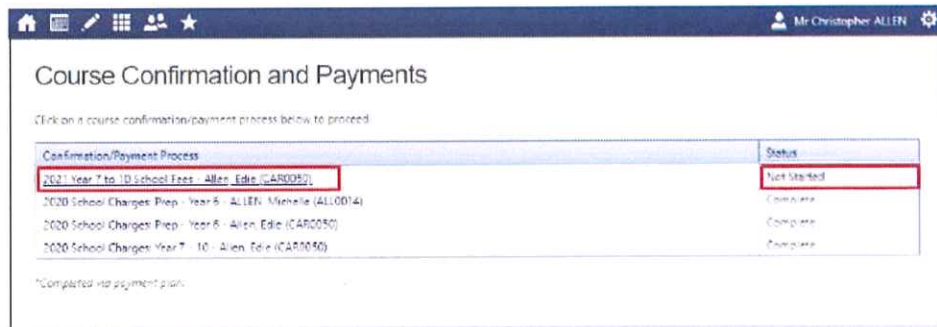 Mr Christopher ALLEN
Course Confirmation and Payments
Click on a course confirmation/payment process below to proceed
Confirmation/Payment Process Status
2021 Year 7 to 10 School Fees - Allen, Edie (CAR0050) Not Started
2020 School Charges: Prep - Year 6 - ALLEN, Michelle (ALL0014) Complete
2020 School Charges: Prep - Year 6 - Allen, Edie (CAR0050) Complete
2020 School Charges: Year 7 - 10 - Allen, Edie (CAR0050) Complete
*Completed via payment plan.